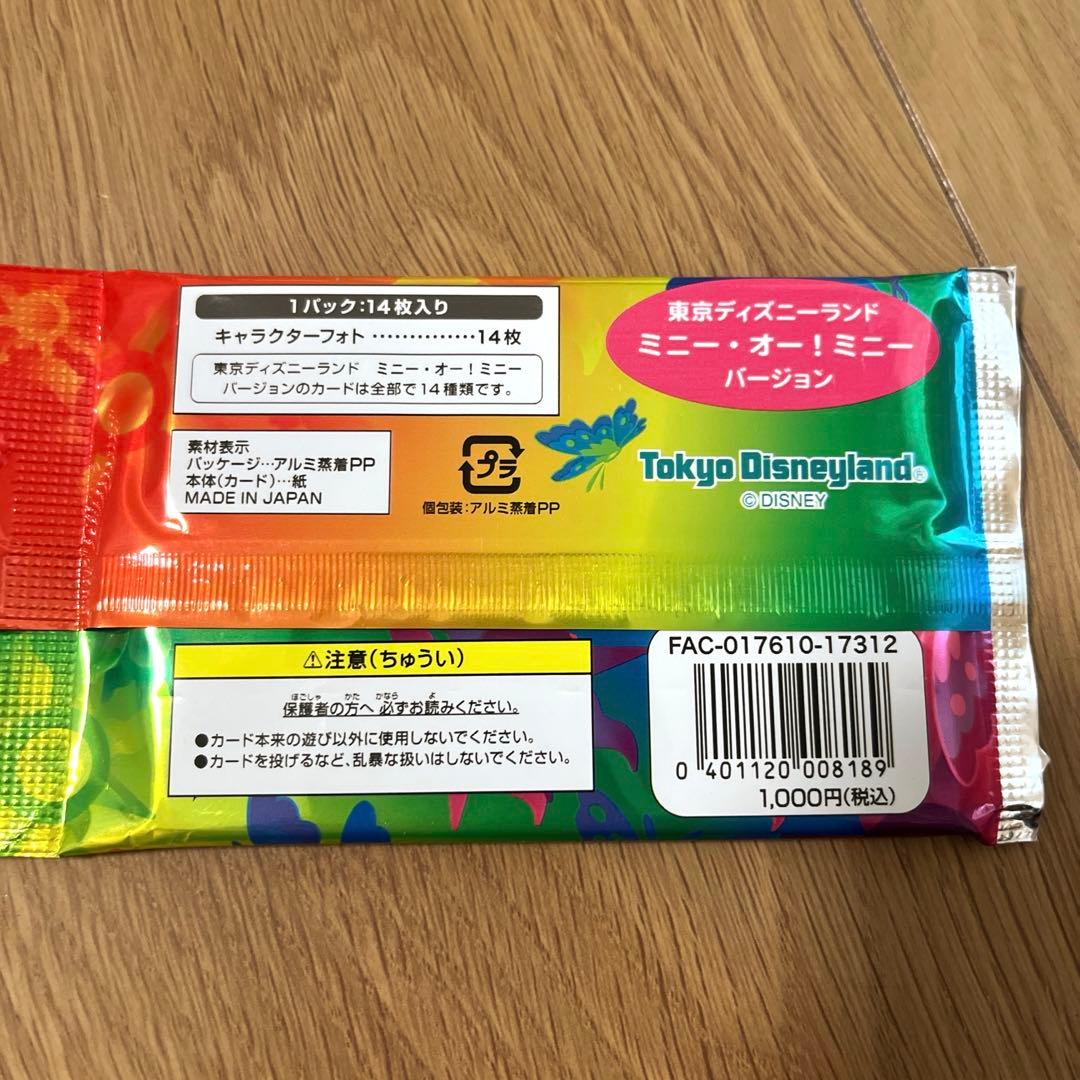 1パック:14枚入り
キャラクターフォト ··············14枚
東京ディズニーランド ミニー・オー！ミニー
バージョンのカードは全部で14種類です。
東京ディズニーランド
ミニー・オー！ミニー
バージョン
素材表示
パッケージ…アルミ蒸着PP
本体(カード)…紙
MADE IN JAPAN
プラ
個包装:アルミ蒸着PP
Tokyo Disneyland®
©DISNEY
⚠注意(ちゅうい)
ほごしゃ かた かなら よ
保護者の方へ 必ずお読みください。
●カード本来の遊び以外に使用しないでください。
●カードを投げるなど、乱暴な扱いはしないでください。
FAC-017610-17312
0 401120 008189
1,000円(税込)